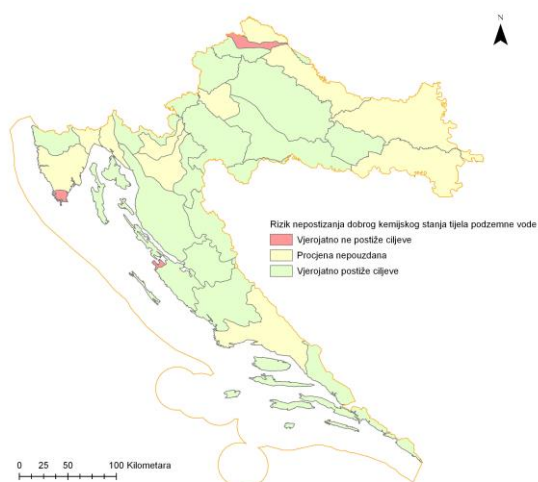 N
Rizik nepostizanja dobrog kemijskog stanja tijela podzemne vode
Vjerojatno ne postiže ciljeve
Procjena nepouzdana
Vjerojatno postiže ciljeve
0 25 50 100 Kilometara